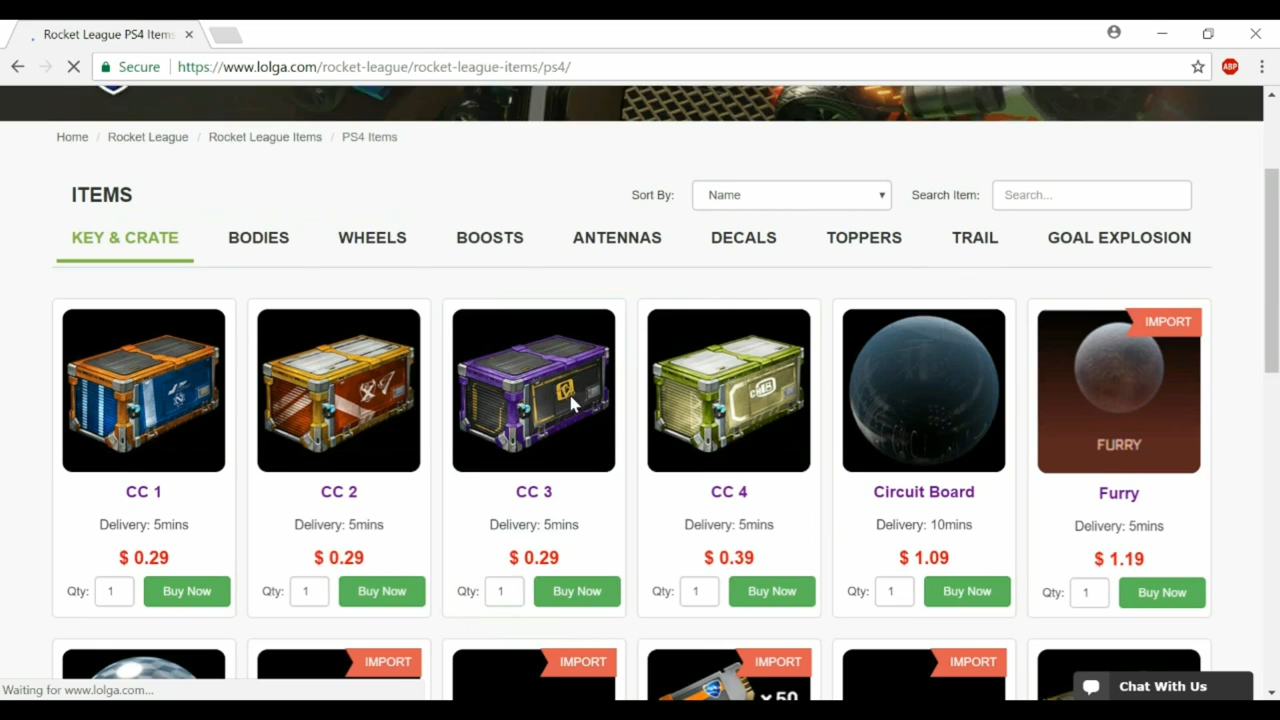 Rocket League PS4 Items
Secure https://www.lolga.com/rocket-league/rocket-league-items/ps4/
ABP
Home / Rocket League / Rocket League Items / PS4 Items
ITEMS
Sort By: Name
Search Item: Search...
KEY & CRATE BODIES WHEELS BOOSTS ANTENNAS DECALS TOPPERS TRAIL GOAL EXPLOSION
IMPORT
FURRY
CC 1 CC 2 CC 3 CC 4 Circuit Board Furry
Delivery: 5mins Delivery: 5mins Delivery: 5mins Delivery: 5mins Delivery: 10mins Delivery: 5mins
$ 0.29 $ 0.29 $ 0.29 $ 0.39 $ 1.09 $ 1.19
Qty: 1 Buy Now Qty: 1 Buy Now Qty: 1 Buy Now Qty: 1 Buy Now Qty: 1 Buy Now Qty: 1 Buy Now
IMPORT IMPORT IMPORT IMPORT
x 50
Waiting for www.lolga.com...
Chat With Us